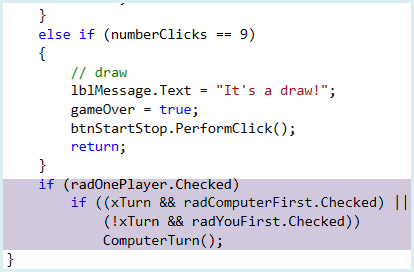 }
else if (numberClicks == 9)
{
// draw
lblMessage.Text = "It's a draw!";
gameOver = true;
btnStartStop.PerformClick();
return;
}
if (radOnePlayer.Checked)
if ((xTurn && radComputerFirst.Checked) ||
(!xTurn && radYouFirst.Checked))
ComputerTurn();
}